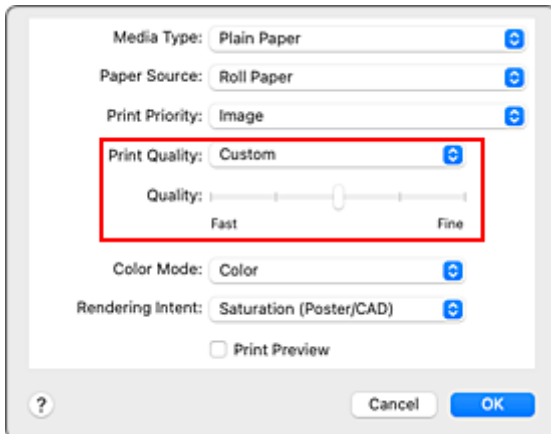 Media Type: Plain Paper
Paper Source: Roll Paper
Print Priority: Image
Print Quality: Custom
Quality:
Fast Fine
Color Mode: Color
Rendering Intent: Saturation (Poster/CAD)
Print Preview
? Cancel OK